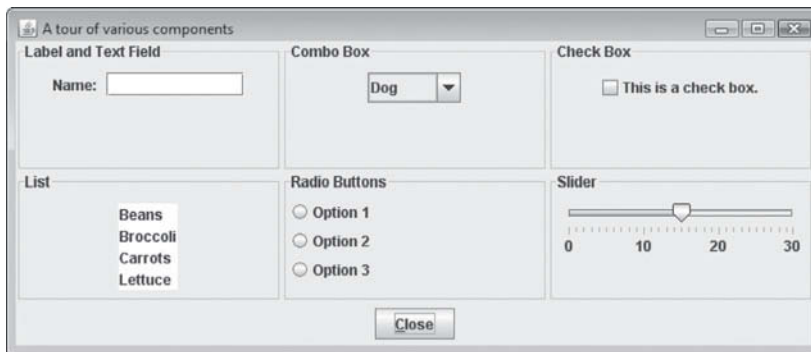 A tour of various components
Label and Text Field
Name:
Combo Box
Dog
Check Box
This is a check box.
List
Beans
Broccoli
Carrots
Lettuce
Radio Buttons
Option 1
Option 2
Option 3
Slider
0 10 20 30
Close